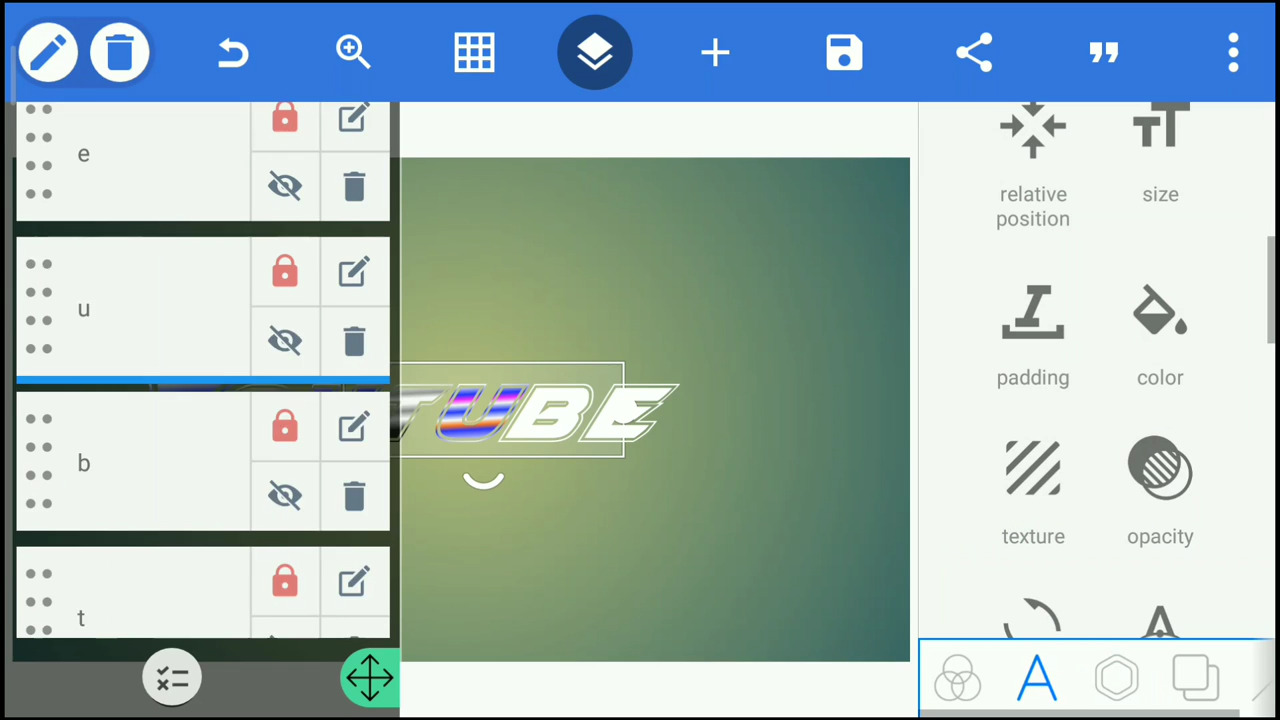 e
u
b
t
TUBE
relative
position
size
padding
color
texture
opacity